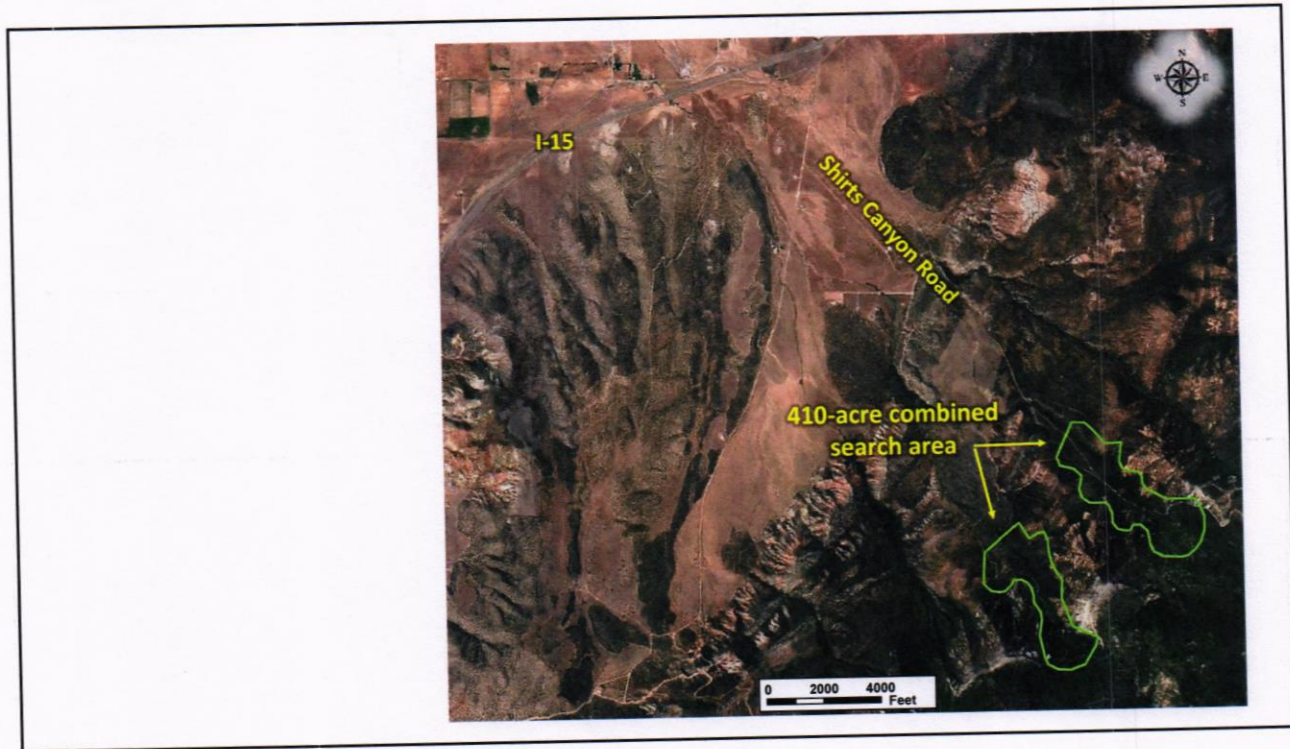 N
W E
S
I-15
Shirts Canyon Road
410-acre combined
search area
0 2000 4000
Feet